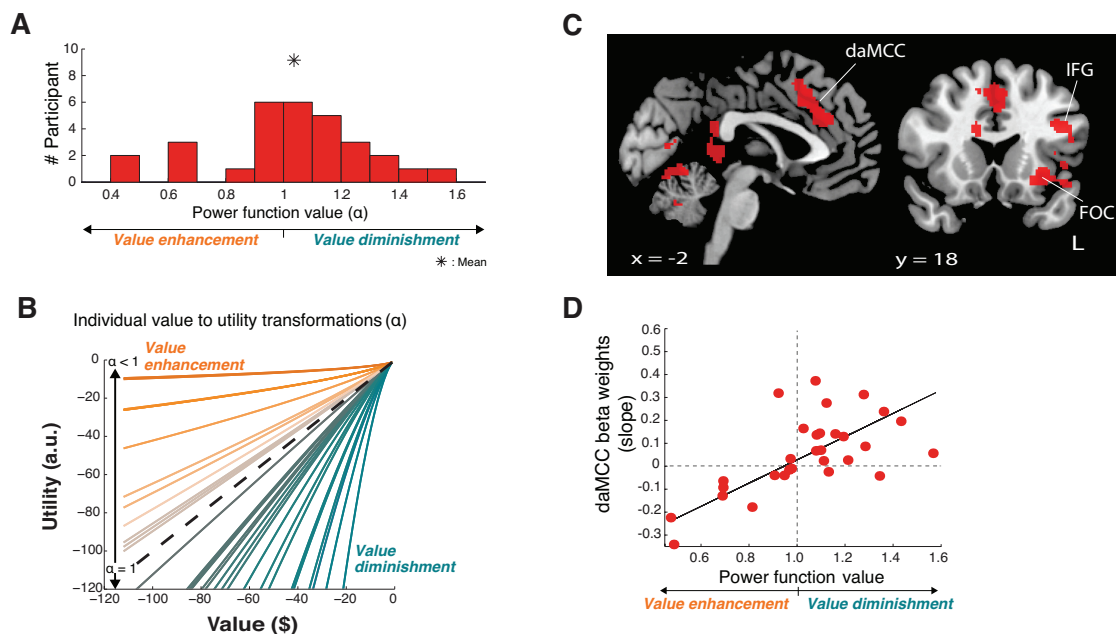 A
# Participant
10
8
6
4
2
0
0.4 0.6 0.8 1 1.2 1.4 1.6
Power function value (α)
Value enhancement Value diminishment
✳ : Mean
B
Individual value to utility transformations (α)
Utility (a.u.)
0
−20
−40
−60
−80
−100
−120
α < 1
α = 1
Value
enhancement
Value
diminishment
−120 −100 −80 −60 −40 −20 0
Value ($)
C
daMCC
IFG
FOC
L
x = -2
y = 18
D
daMCC beta weights
(slope)
0.6
0.5
0.4
0.3
0.2
0.1
0
-0.1
-0.2
-0.3
0.6 0.8 1.0 1.2 1.4 1.6
Power function value
Value enhancement Value diminishment